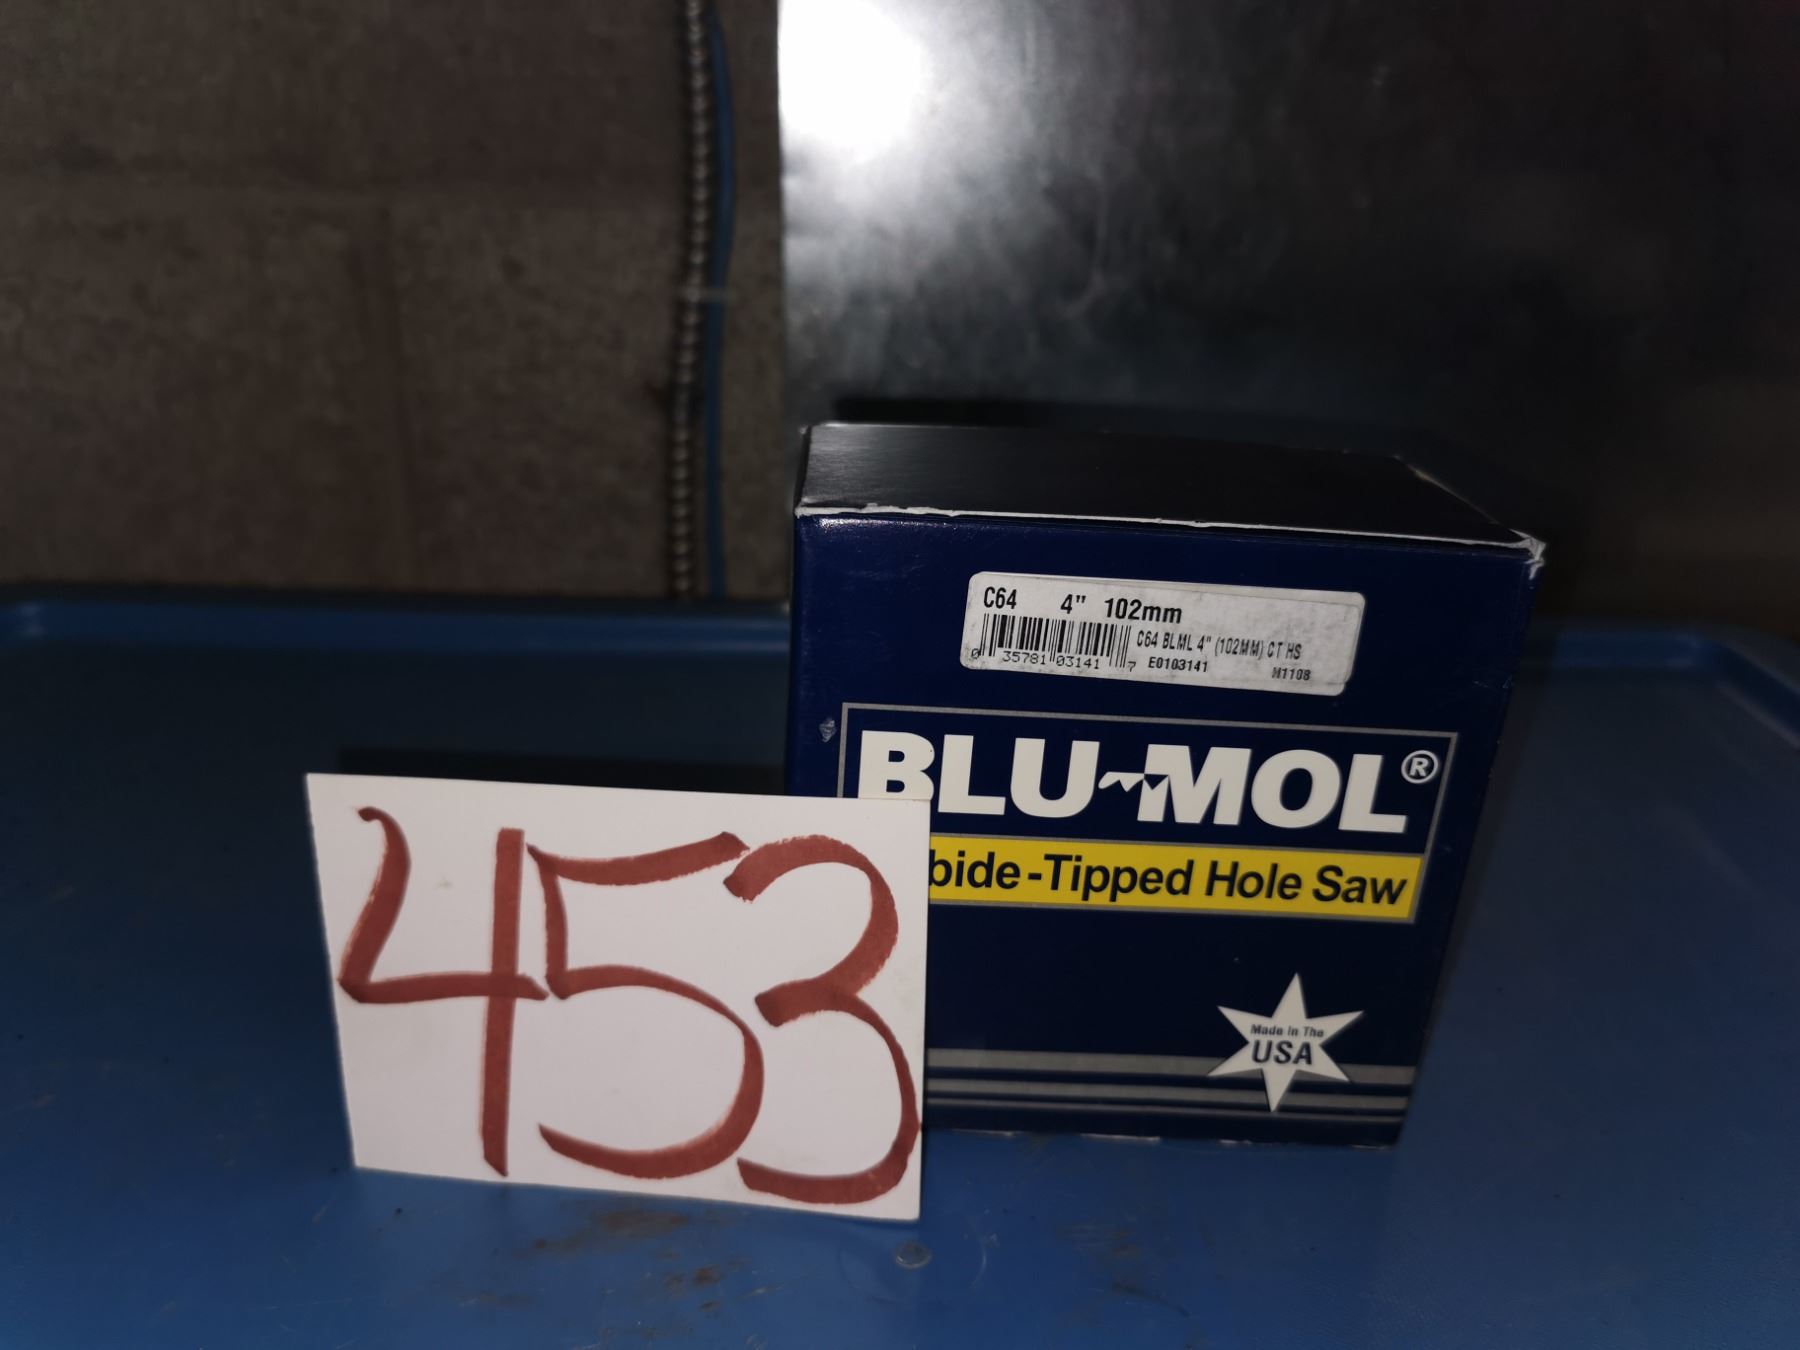 C64 4" 102mm
C64 BLML 4" (102MM) CT HS
0 35781 03141 7 E0103141
M1108
BLU-MOL®
bide-Tipped Hole Saw
453
Made In The
USA